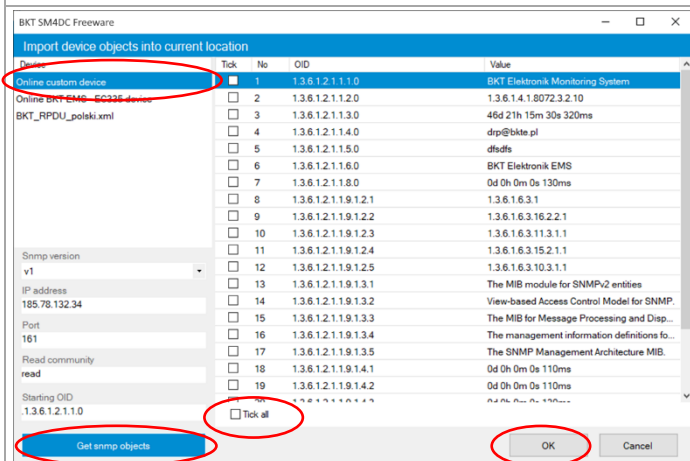 BKT SM4DC Freeware
Import device objects into current location
Device
Online custom device
Online BKT EMS - EC335 device
BKT_RPDU_polski.xml
Snmp version
v1
IP address
185.78.132.34
Port
161
Read community
read
Starting OID
.1.3.6.1.2.1.1.0
Get snmp objects
Tick No OID Value
1 1.3.6.1.2.1.1.1.0 BKT Elektronik Monitoring System
2 1.3.6.1.2.1.1.2.0 1.3.6.1.4.1.8072.3.2.10
3 1.3.6.1.2.1.1.3.0 46d 21h 15m 30s 320ms
4 1.3.6.1.2.1.1.4.0 drp@bkte.pl
5 1.3.6.1.2.1.1.5.0 dfsdfs
6 1.3.6.1.2.1.1.6.0 BKT Elektronik EMS
7 1.3.6.1.2.1.1.8.0 0d 0h 0m 0s 130ms
8 1.3.6.1.2.1.1.9.1.2.1 1.3.6.1.6.3.1
9 1.3.6.1.2.1.1.9.1.2.2 1.3.6.1.6.3.16.2.2.1
10 1.3.6.1.2.1.1.9.1.2.3 1.3.6.1.6.3.11.3.1.1
11 1.3.6.1.2.1.1.9.1.2.4 1.3.6.1.6.3.15.2.1.1
12 1.3.6.1.2.1.1.9.1.2.5 1.3.6.1.6.3.10.3.1.1
13 1.3.6.1.2.1.1.9.1.3.1 The MIB module for SNMPv2 entities
14 1.3.6.1.2.1.1.9.1.3.2 View-based Access Control Model for SNMP.
15 1.3.6.1.2.1.1.9.1.3.3 The MIB for Message Processing and Disp...
16 1.3.6.1.2.1.1.9.1.3.4 The management information definitions fo...
17 1.3.6.1.2.1.1.9.1.3.5 The SNMP Management Architecture MIB.
18 1.3.6.1.2.1.1.9.1.4.1 0d 0h 0m 0s 110ms
19 1.3.6.1.2.1.1.9.1.4.2 0d 0h 0m 0s 110ms
Tick all
OK
Cancel